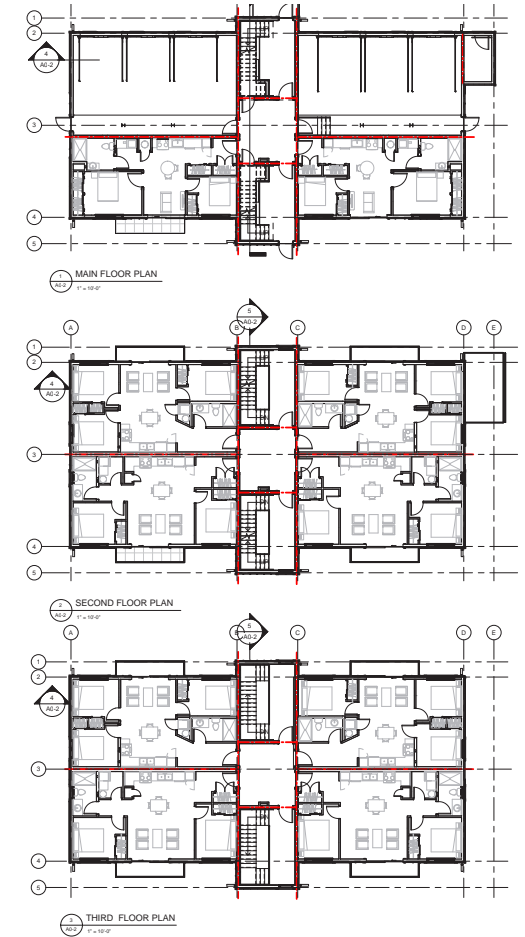 1
2
4
A0-2
3
4
5
1
A0-2
MAIN FLOOR PLAN
1" = 10'-0"
5
A0-2
A
B
C
D
E
1
2
4
A0-2
3
4
5
2
A0-2
SECOND FLOOR PLAN
1" = 10'-0"
5
A0-2
A
B
C
D
E
1
2
4
A0-2
3
4
5
3
A0-2
THIRD FLOOR PLAN
1" = 10'-0"